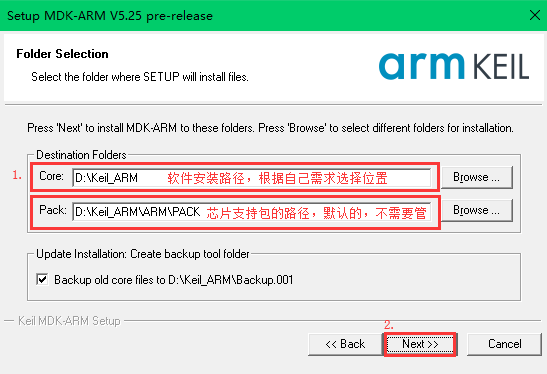 Setup MDK-ARM V5.25 pre-release
Folder Selection
Select the folder where SETUP will install files.
arm KEIL
Press 'Next' to install MDK-ARM to these folders. Press 'Browse' to select different folders for installation.
Destination Folders
1.
Core: D:\Keil_ARM 软件安装路径，根据自己需求选择位置 Browse ...
Pack: D:\Keil_ARM\ARM\PACK 芯片支持包的路径，默认的，不需要管 Browse ...
Update Installation: Create backup tool folder
Backup old core files to D:\Keil_ARM\Backup.001
Keil MDK-ARM Setup
2.
<< Back Next >> Cancel